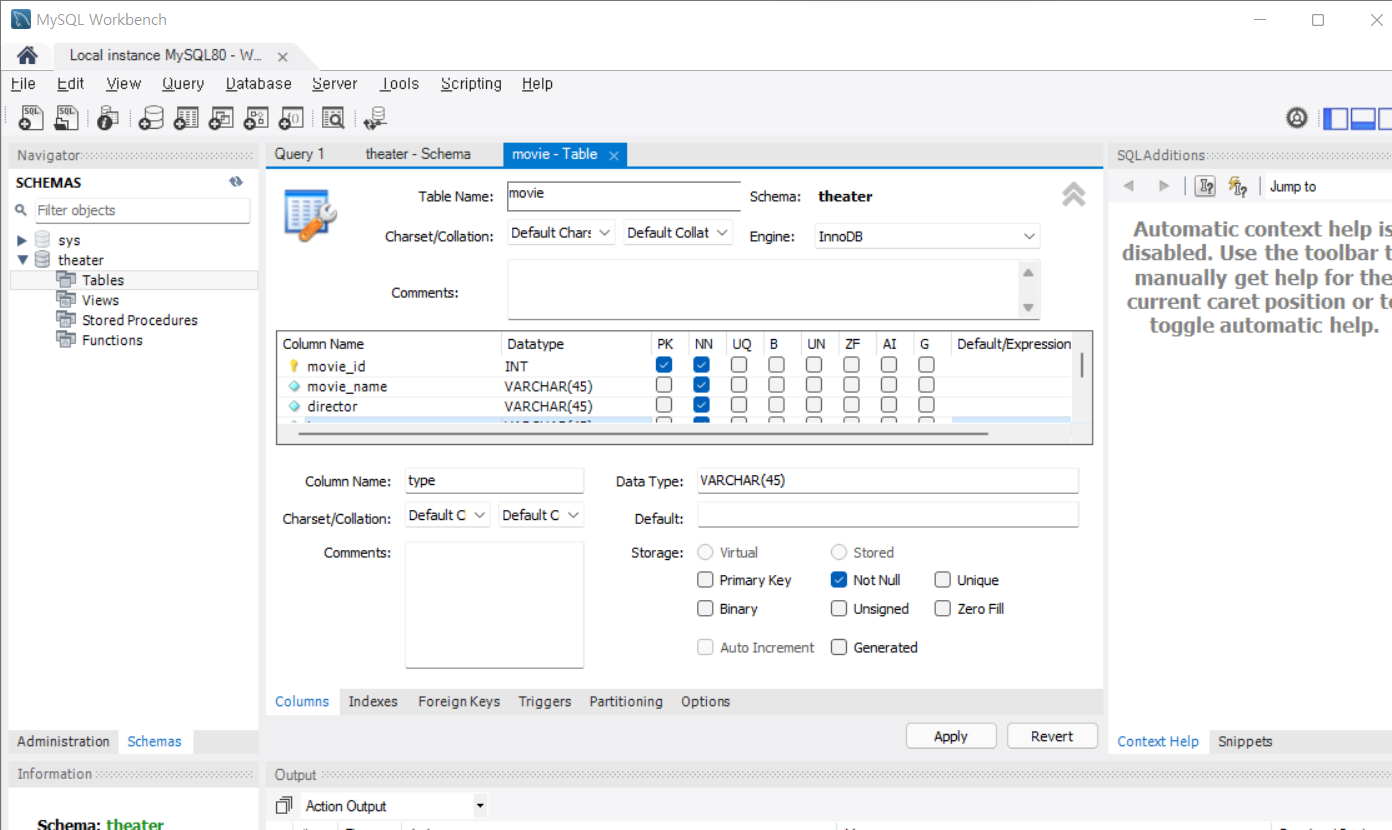 MySQL Workbench
Local instance MySQL80 - W...
File Edit View Query Database Server Tools Scripting Help
Navigator
SCHEMAS
Filter objects
sys
theater
Tables
Views
Stored Procedures
Functions
Administration Schemas
Information
Schema: theater
Query 1 theater - Schema movie - Table
Table Name: movie Schema: theater
Charset/Collation: Default Chars Default Collat Engine: InnoDB
Comments:
Column Name Datatype PK NN UQ B UN ZF AI G Default/Expression
movie_id INT
movie_name VARCHAR(45)
director VARCHAR(45)
Column Name: type Data Type: VARCHAR(45)
Charset/Collation: Default C Default C Default:
Comments: Storage: Virtual Stored
Primary Key Not Null Unique
Binary Unsigned Zero Fill
Auto Increment Generated
Columns Indexes Foreign Keys Triggers Partitioning Options
Apply Revert
Output
Action Output
SQLAdditions
Jump to
Automatic context help is
disabled. Use the toolbar t
manually get help for the
current caret position or to
toggle automatic help.
Context Help Snippets